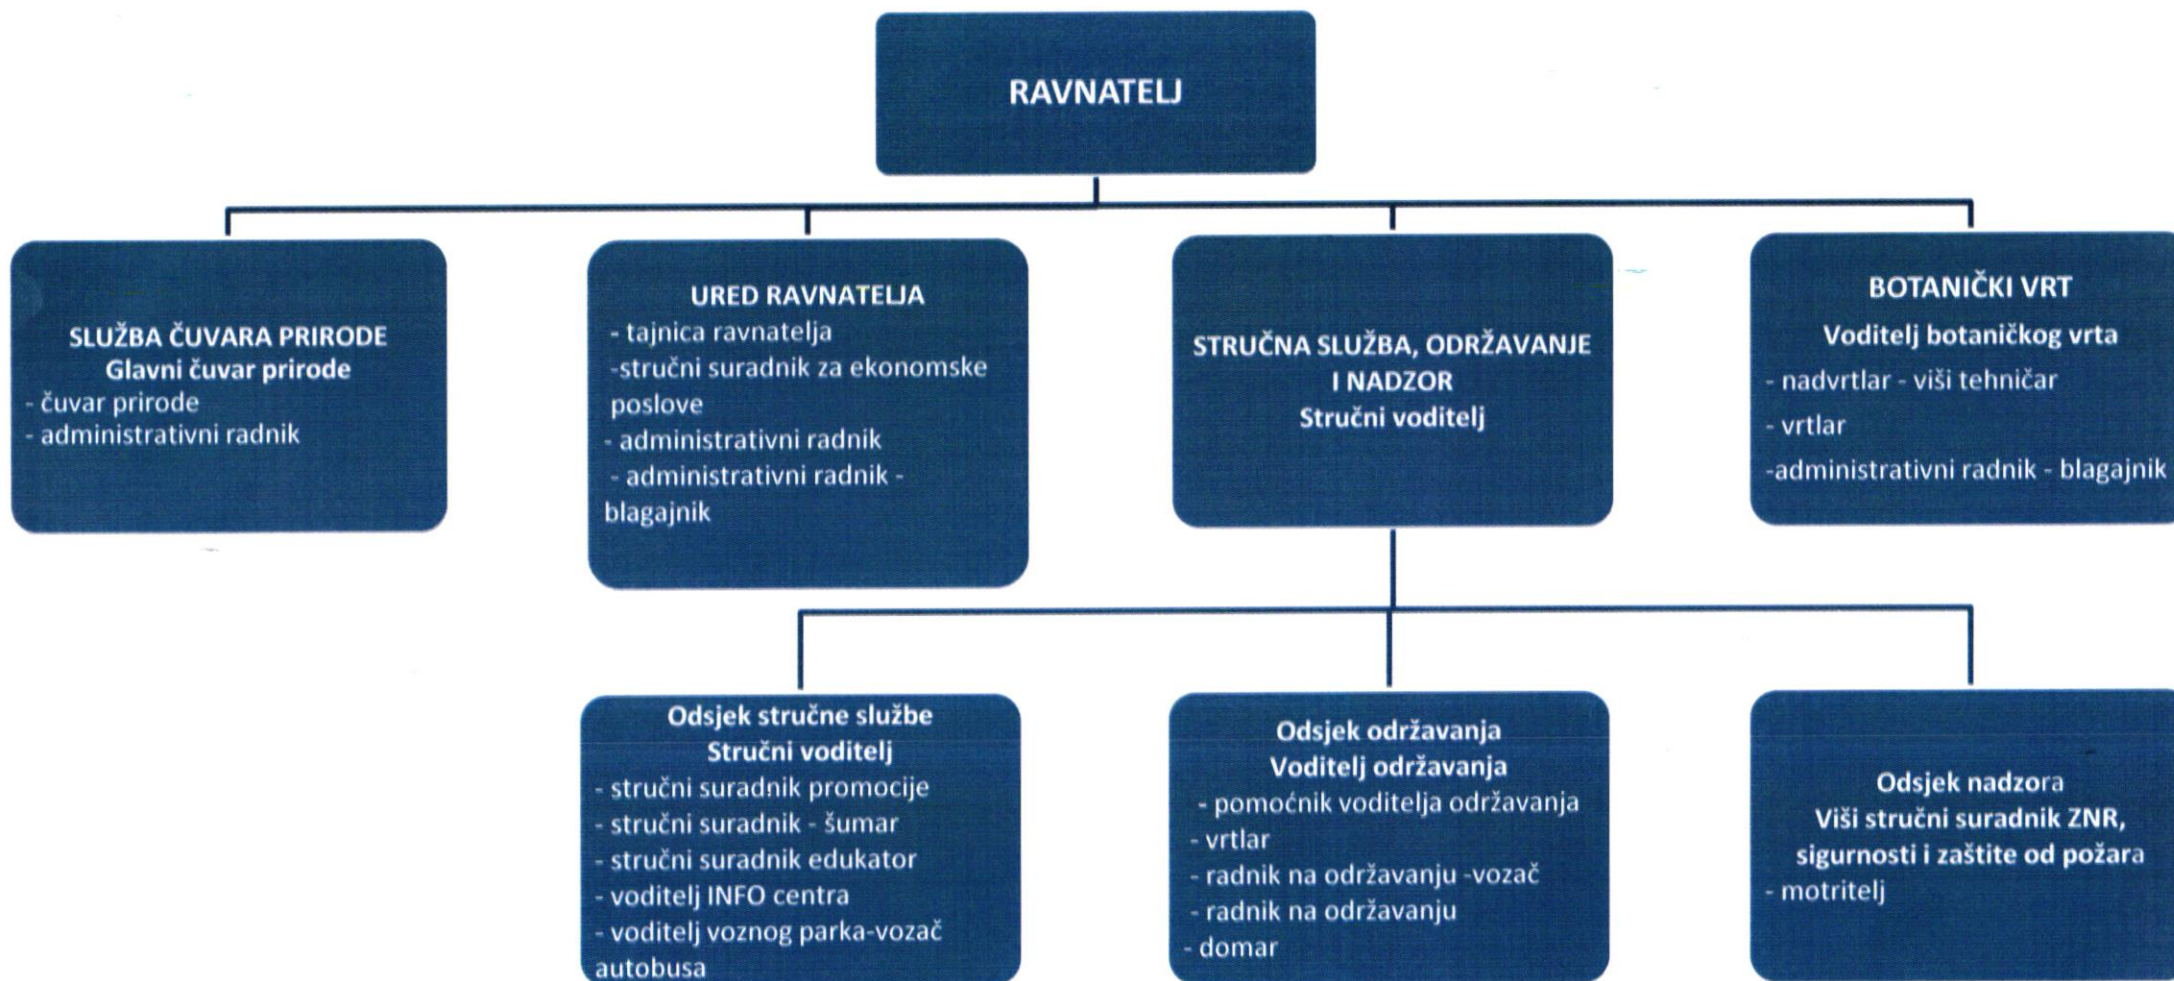 RAVNATELJ
SLUŽBA ČUVARA PRIRODE
Glavni čuvar prirode
- čuvar prirode
- administrativni radnik
URED RAVNATELJA
- tajnica ravnatelja
-stručni suradnik za ekonomske
poslove
- administrativni radnik
- administrativni radnik -
blagajnik
STRUČNA SLUŽBA, ODRŽAVANJE
I NADZOR
Stručni voditelj
BOTANIČKI VRT
Voditelj botaničkog vrta
- nadvrtlar - viši tehničar
- vrtlar
-administrativni radnik - blagajnik
Odsjek stručne službe
Stručni voditelj
- stručni suradnik promocije
- stručni suradnik - šumar
- stručni suradnik edukator
- voditelj INFO centra
- voditelj voznog parka-vozač
autobusa
Odsjek održavanja
Voditelj održavanja
- pomoćnik voditelja održavanja
- vrtlar
- radnik na održavanju -vozač
- radnik na održavanju
- domar
Odsjek nadzora
Viši stručni suradnik ZNR,
sigurnosti i zaštite od požara
- motritelj